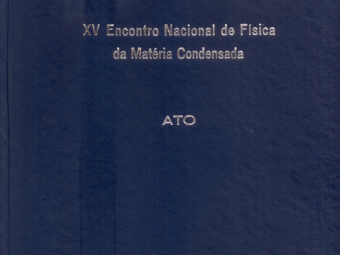 XV Encontro Nacional de Física
da Matéria Condensada
ATO